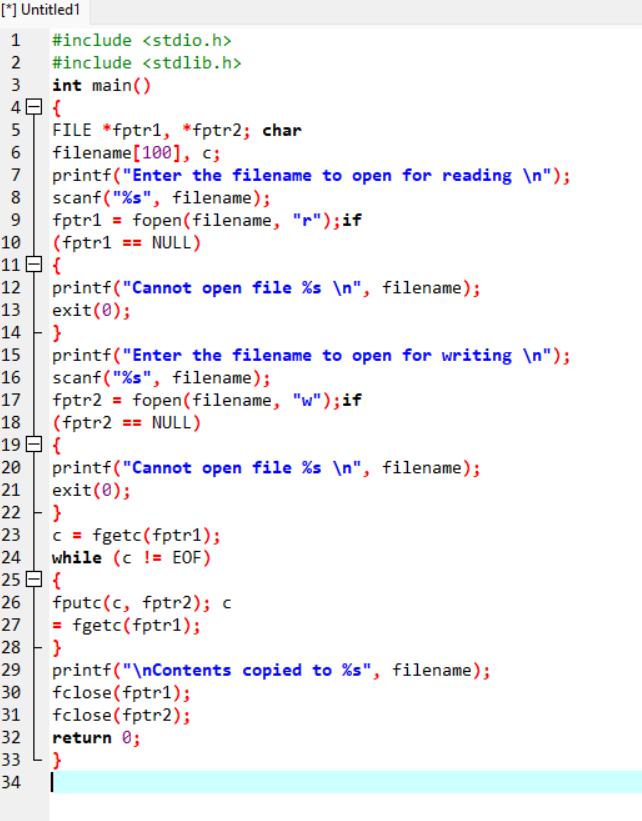 [*] Untitled1
1 #include <stdio.h>
2 #include <stdlib.h>
3 int main()
4 {
5 FILE *fptr1, *fptr2; char
6 filename[100], c;
7 printf("Enter the filename to open for reading \n");
8 scanf("%s", filename);
9 fptr1 = fopen(filename, "r");if
10 (fptr1 == NULL)
11 {
12 printf("Cannot open file %s \n", filename);
13 exit(0);
14 }
15 printf("Enter the filename to open for writing \n");
16 scanf("%s", filename);
17 fptr2 = fopen(filename, "w");if
18 (fptr2 == NULL)
19 {
20 printf("Cannot open file %s \n", filename);
21 exit(0);
22 }
23 c = fgetc(fptr1);
24 while (c != EOF)
25 {
26 fputc(c, fptr2); c
27 = fgetc(fptr1);
28 }
29 printf("\nContents copied to %s", filename);
30 fclose(fptr1);
31 fclose(fptr2);
32 return 0;
33 }
34